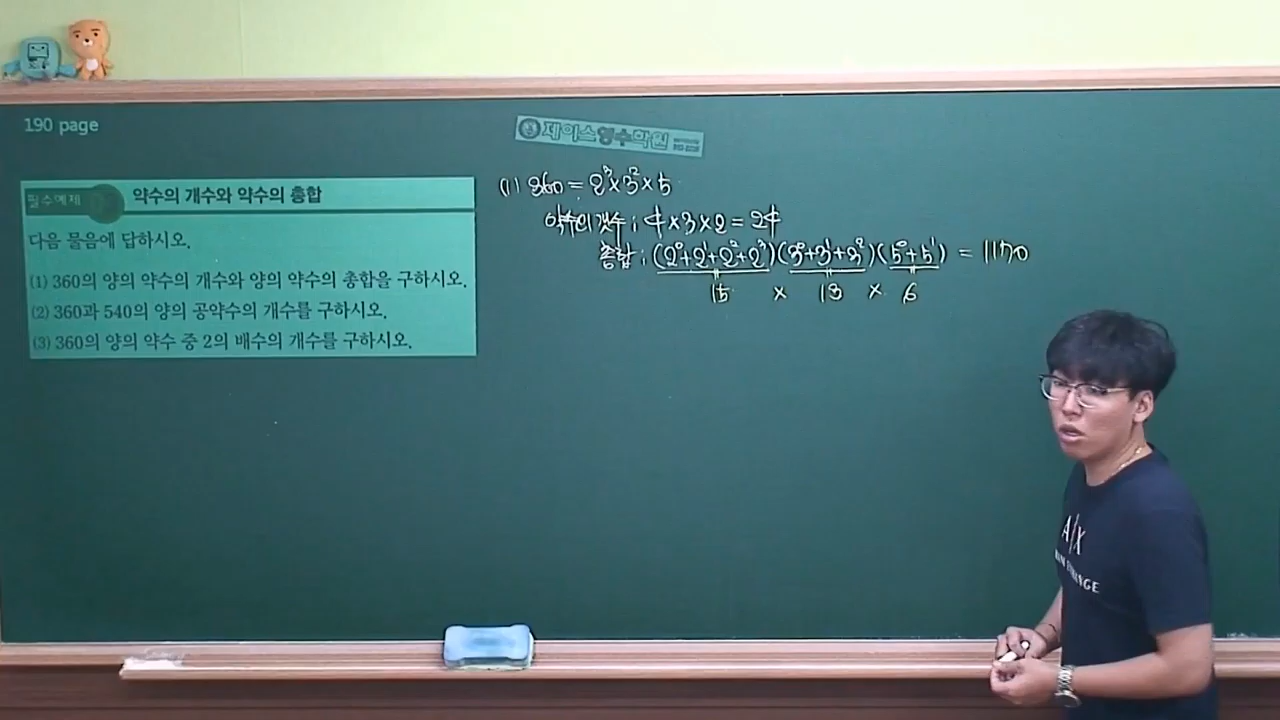 190 page
제이스영수학원
필수예제 약수의 개수와 약수의 총합
다음 물음에 답하시오.
(1) 360의 양의 약수의 개수와 양의 약수의 총합을 구하시오.
(2) 360과 540의 양의 공약수의 개수를 구하시오.
(3) 360의 양의 약수 중 2의 배수의 개수를 구하시오.
(1) 360 = 2³×3²×5
약수의 갯수 : 4×3×2 = 24
총합 : (2⁰+2¹+2²+2³)(3⁰+3¹+3²)(5⁰+5¹) = 1170
15 × 13 × 6
A|X